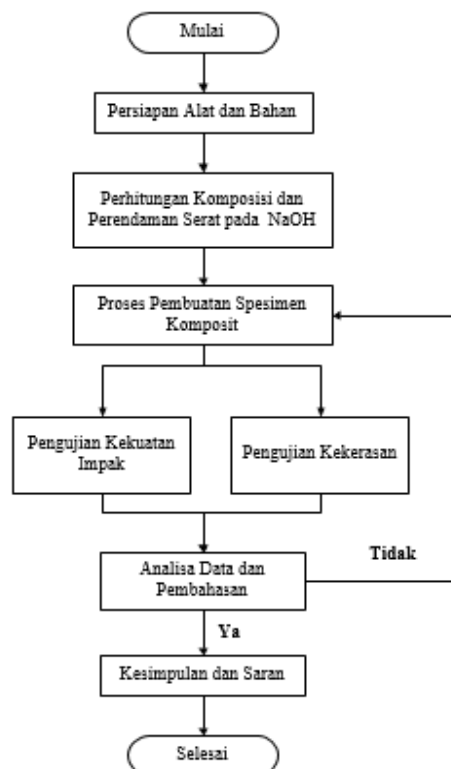 Mulai
Persiapan Alat dan Bahan
Perhitungan Komposisi dan
Perendaman Serat pada NaOH
Proses Pembuatan Spesimen
Komposit
Pengujian Kekuatan
Impak
Pengujian Kekerasan
Analisa Data dan
Pembahasan
Tidak
Ya
Kesimpulan dan Saran
Selesai